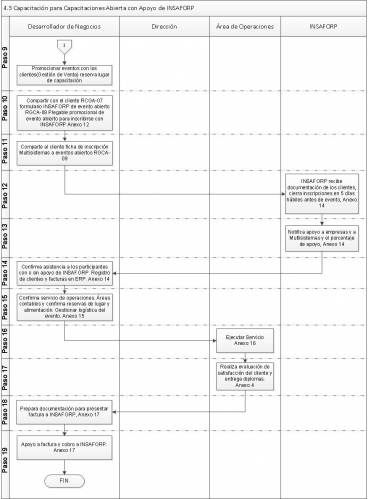 4.5 Capacitación para Capacitaciones Abierta con Apoyo de INSAFORP
Desarrollador de Negocios
Dirección
Área de Operaciones
INSAFORP
Paso 9
Promocionar eventos con los
clientes(Gestión de Venta) reserva lugar
de capacitación
Paso 10
Compartir con el cliente RCGA-07
formulario INSAFORP de evento abierto
RGCA-08 Plegable promocional de
evento abierto para inscribirse con
INSAFORP. Anexo 12
Paso 11
Comparte al cliente ficha de inscripción
Multisistemas a eventos abiertos RGCA-
09
Paso 12
INSAFORP recibe
documentación de los clientes,
cierra inscripciones en 5 días
hábiles antes de evento, Anexo
14
Paso 13
Notifica apoyo a empresas y a
Multisistemas y el porcentaje
de apoyo, Anexo 14
Paso 14
Confirma asistencia a los participantes
con o sin apoyo de INSAFORP. Registro
de clientes y facturas en ERP. Anexo 14
Paso 15
Confirma servicio de operaciones. Áreas
contables y confirma reservas de lugar y
alimentación. Gestionar logística del
evento. Anexo 15
Paso 16
Ejecutar Servicio
Anexo 16
Paso 17
Realiza evaluación de
satisfacción del cliente y
entrega diplomas.
Anexo 4
Paso 18
Prepara documentación para presentar
factura a INSAFORP, Anexo 17
Paso 19
Apoyo a factura y cobro a INSAFORP.
Anexo 17
FIN